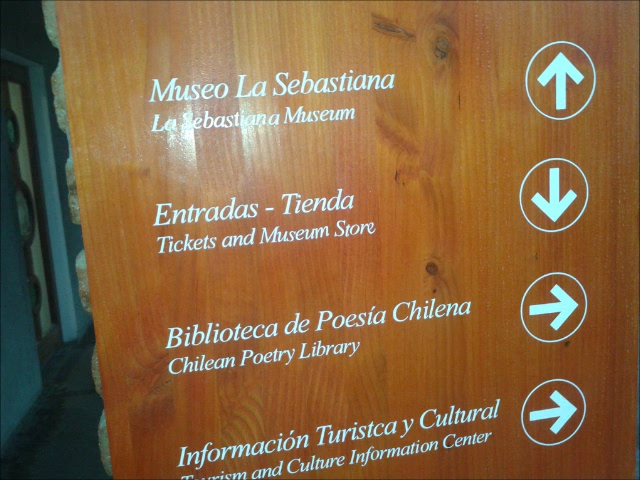 Museo La Sebastiana
La Sebastiana Museum
Entradas - Tienda
Tickets and Museum Store
Biblioteca de Poesía Chilena
Chilean Poetry Library
Información Turistca y Cultural
Tourism and Culture Information Center